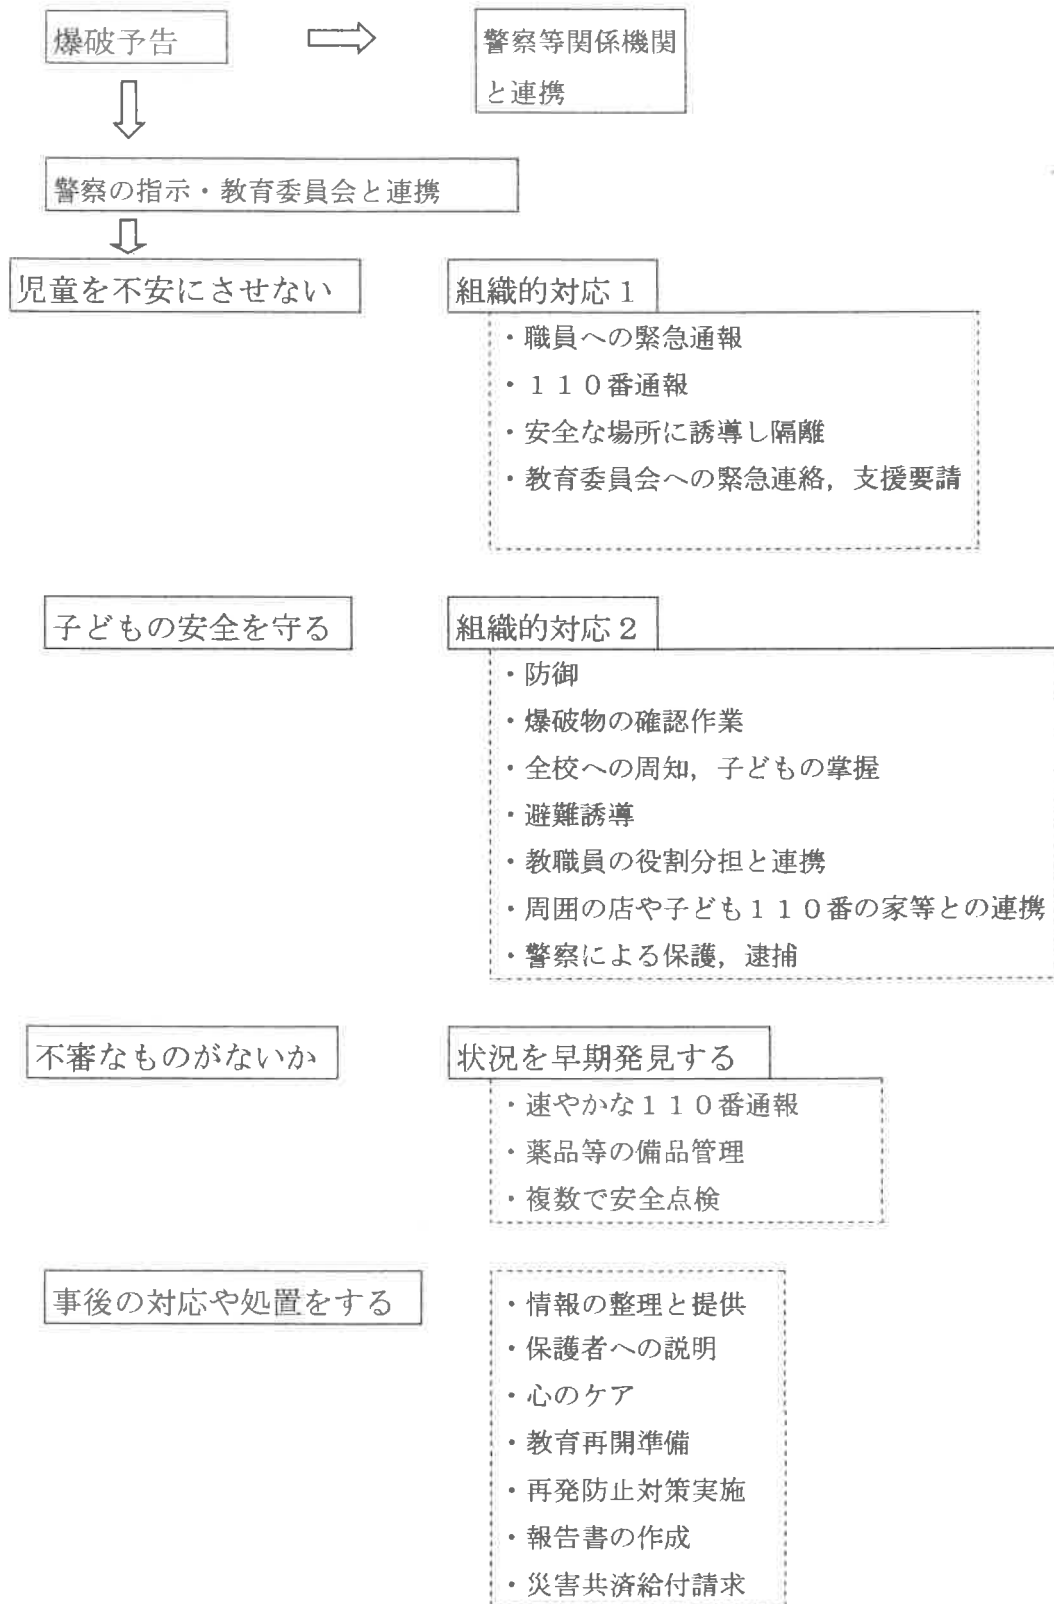 爆破予告
警察等関係機関
と連携
警察の指示・教育委員会と連携
児童を不安にさせない
組織的対応１
・職員への緊急通報
・１１０番通報
・安全な場所に誘導し隔離
・教育委員会への緊急連絡，支援要請
子どもの安全を守る
組織的対応２
・防御
・爆破物の確認作業
・全校への周知，子どもの掌握
・避難誘導
・教職員の役割分担と連携
・周囲の店や子ども１１０番の家等との連携
・警察による保護，逮捕
不審なものがないか
状況を早期発見する
・速やかな１１０番通報
・薬品等の備品管理
・複数で安全点検
事後の対応や処置をする
・情報の整理と提供
・保護者への説明
・心のケア
・教育再開準備
・再発防止対策実施
・報告書の作成
・災害共済給付請求